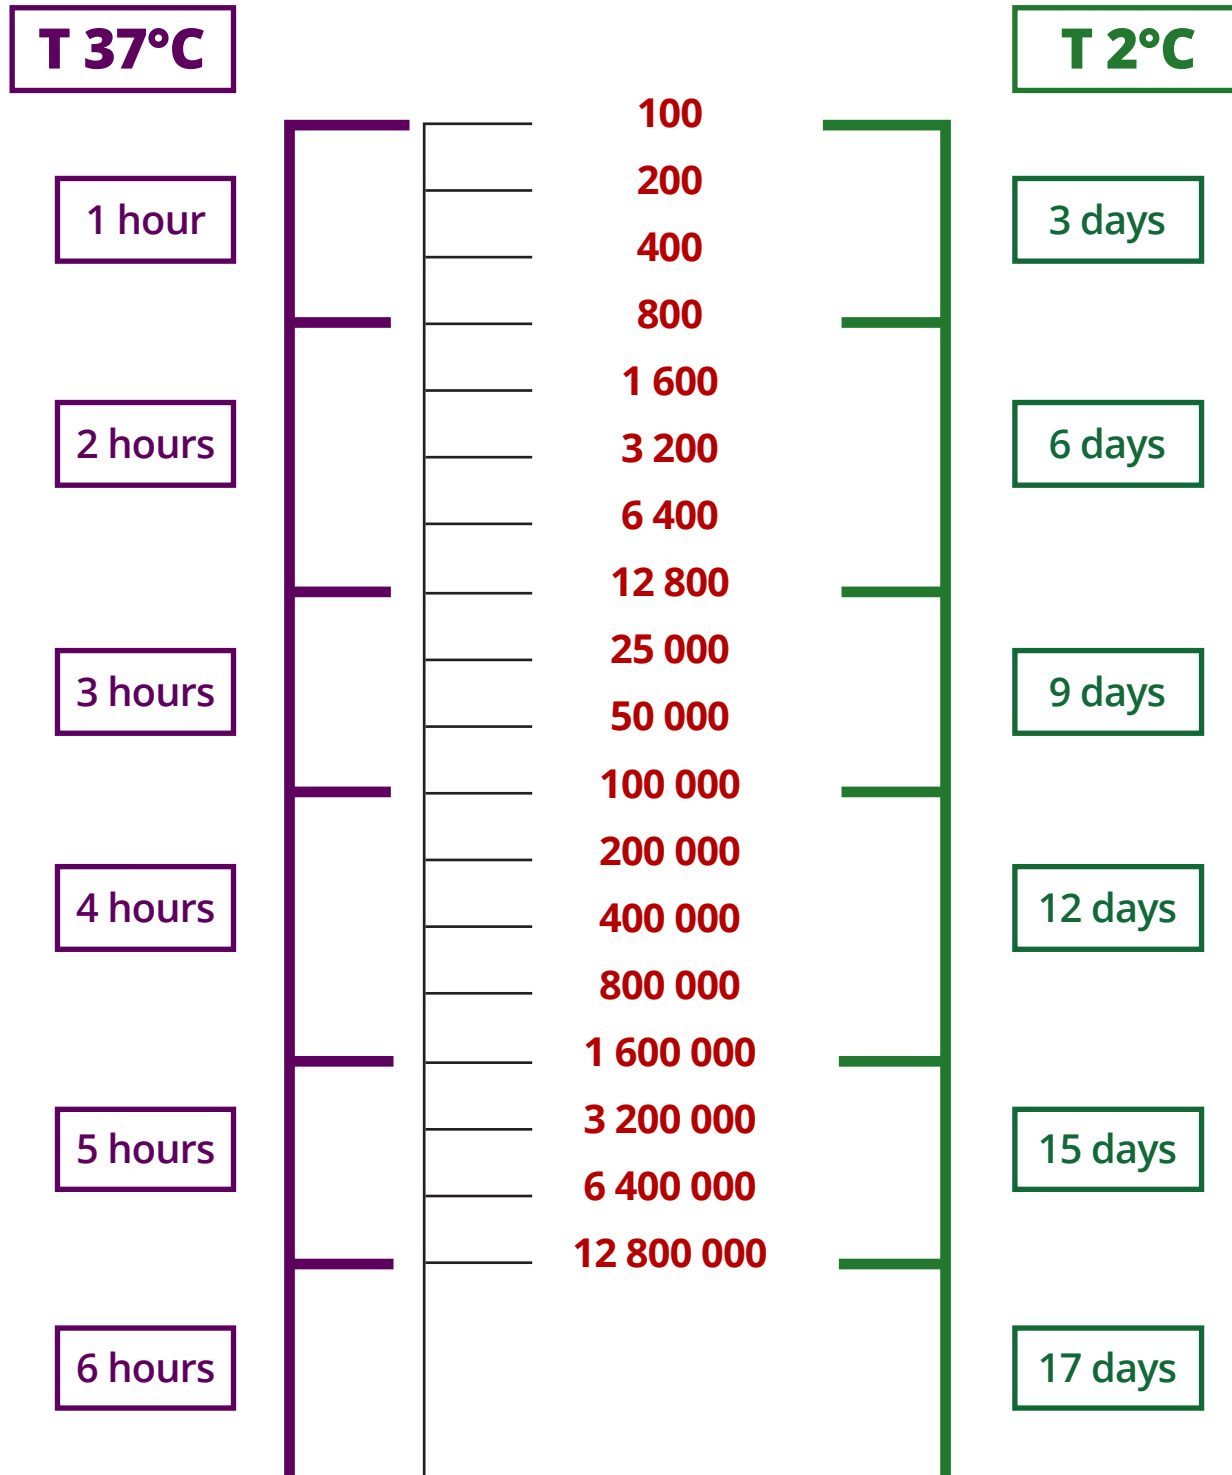 T 37°C
T 2°C
100
200
1 hour
3 days
400
800
1 600
2 hours
3 200
6 days
6 400
12 800
25 000
3 hours
9 days
50 000
100 000
200 000
4 hours
400 000
12 days
800 000
1 600 000
3 200 000
5 hours
15 days
6 400 000
12 800 000
6 hours
17 days